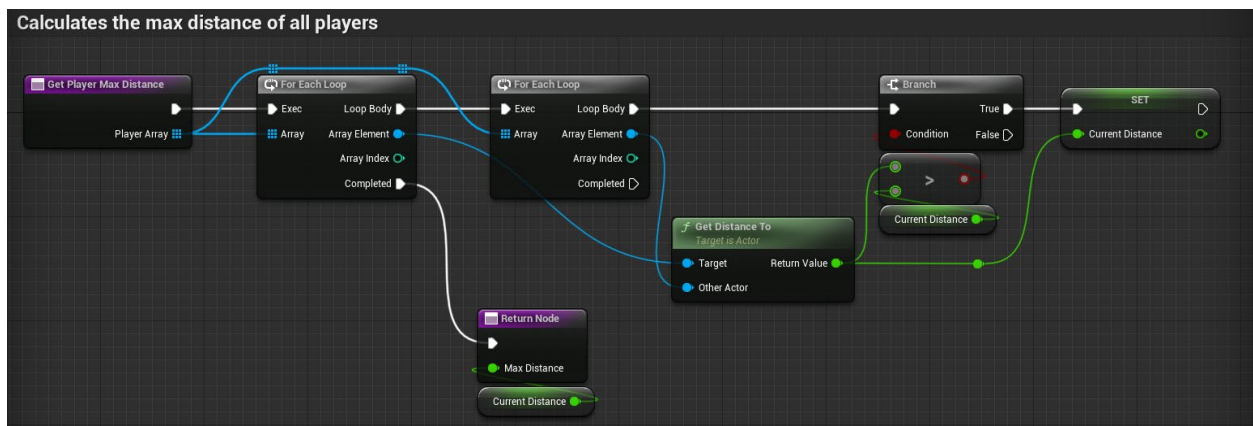 Calculates the max distance of all players
Get Player Max Distance
Player Array
For Each Loop
Exec
Loop Body
Array
Array Element
Array Index
Completed
For Each Loop
Exec
Loop Body
Array
Array Element
Array Index
Completed
Branch
True
Condition
False
SET
Current Distance
>
Current Distance
f Get Distance To
Target is Actor
Target
Return Value
Other Actor
Return Node
Max Distance
Current Distance